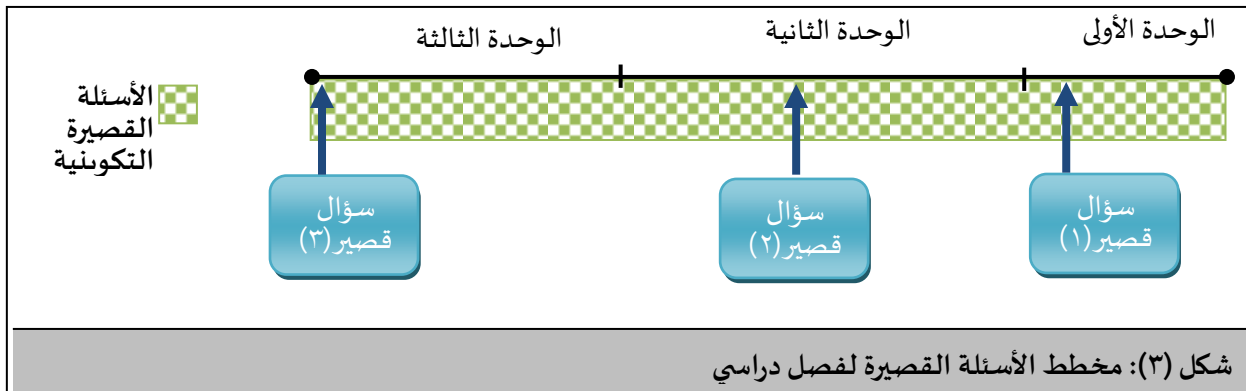 الوحدة الأولى
الوحدة الثانية
الوحدة الثالثة
الأسئلة
القصيرة
التكوينية
سؤال
قصير(١)
سؤال
قصير(٢)
سؤال
قصير(٣)
شكل (٣): مخطط الأسئلة القصيرة لفصل دراسي